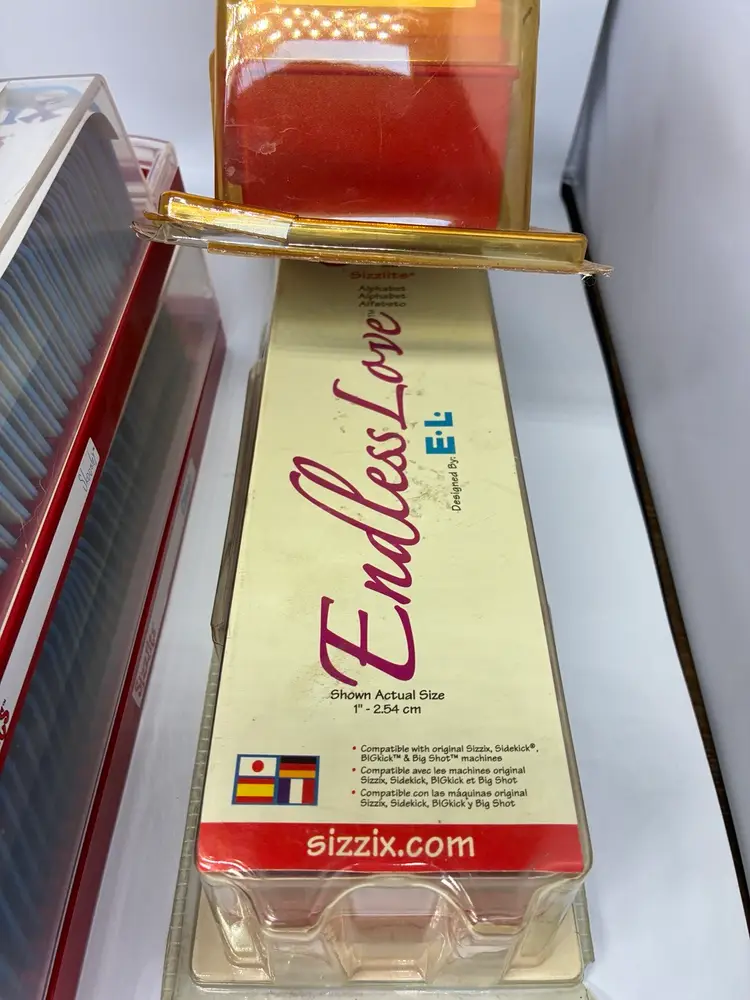 Sizzlits®
Alphabet
Alphabet
Alfabeto
Endless Love™
Designed By: E·L·
Shown Actual Size
1" - 2.54 cm
• Compatible with original Sizzix, Sidekick®,
BIGkick™ & Big Shot™ machines
• Compatible avec les machines original
Sizzix, Sidekick, BIGkick et Big Shot
• Compatible con las máquinas original
Sizzix, Sidekick, BIGkick y Big Shot
sizzix.com
Sizzlits